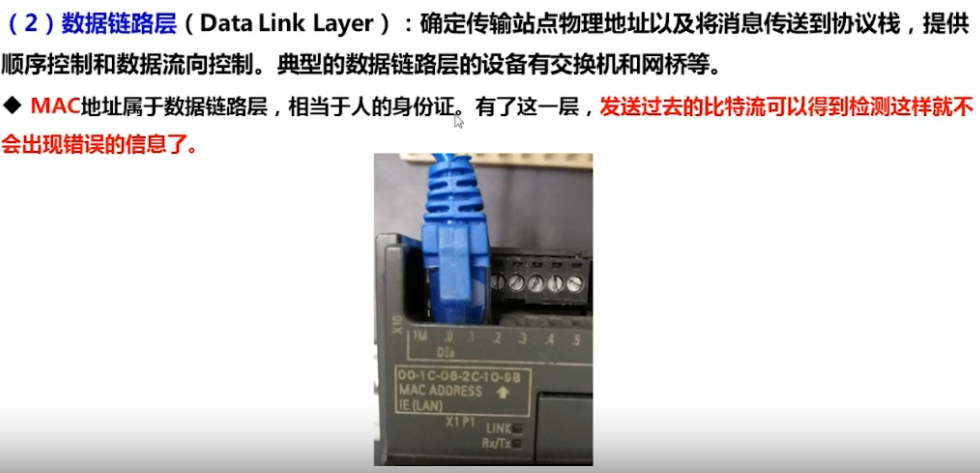 （2）数据链路层（Data Link Layer）：确定传输站点物理地址以及将消息传送到协议栈，提供
顺序控制和数据流向控制。典型的数据链路层的设备有交换机和网桥等。
◆ MAC地址属于数据链路层，相当于人的身份证。有了这一层，发送过去的比特流可以得到检测这样就不
会出现错误的信息了。
X10
1M .0 .1 .2 .3 .4 .5
DIa
00-1C-06-2C-10-9B
MAC ADDRESS
IE (LAN)
X1 P1 LINK
Rx/Tx